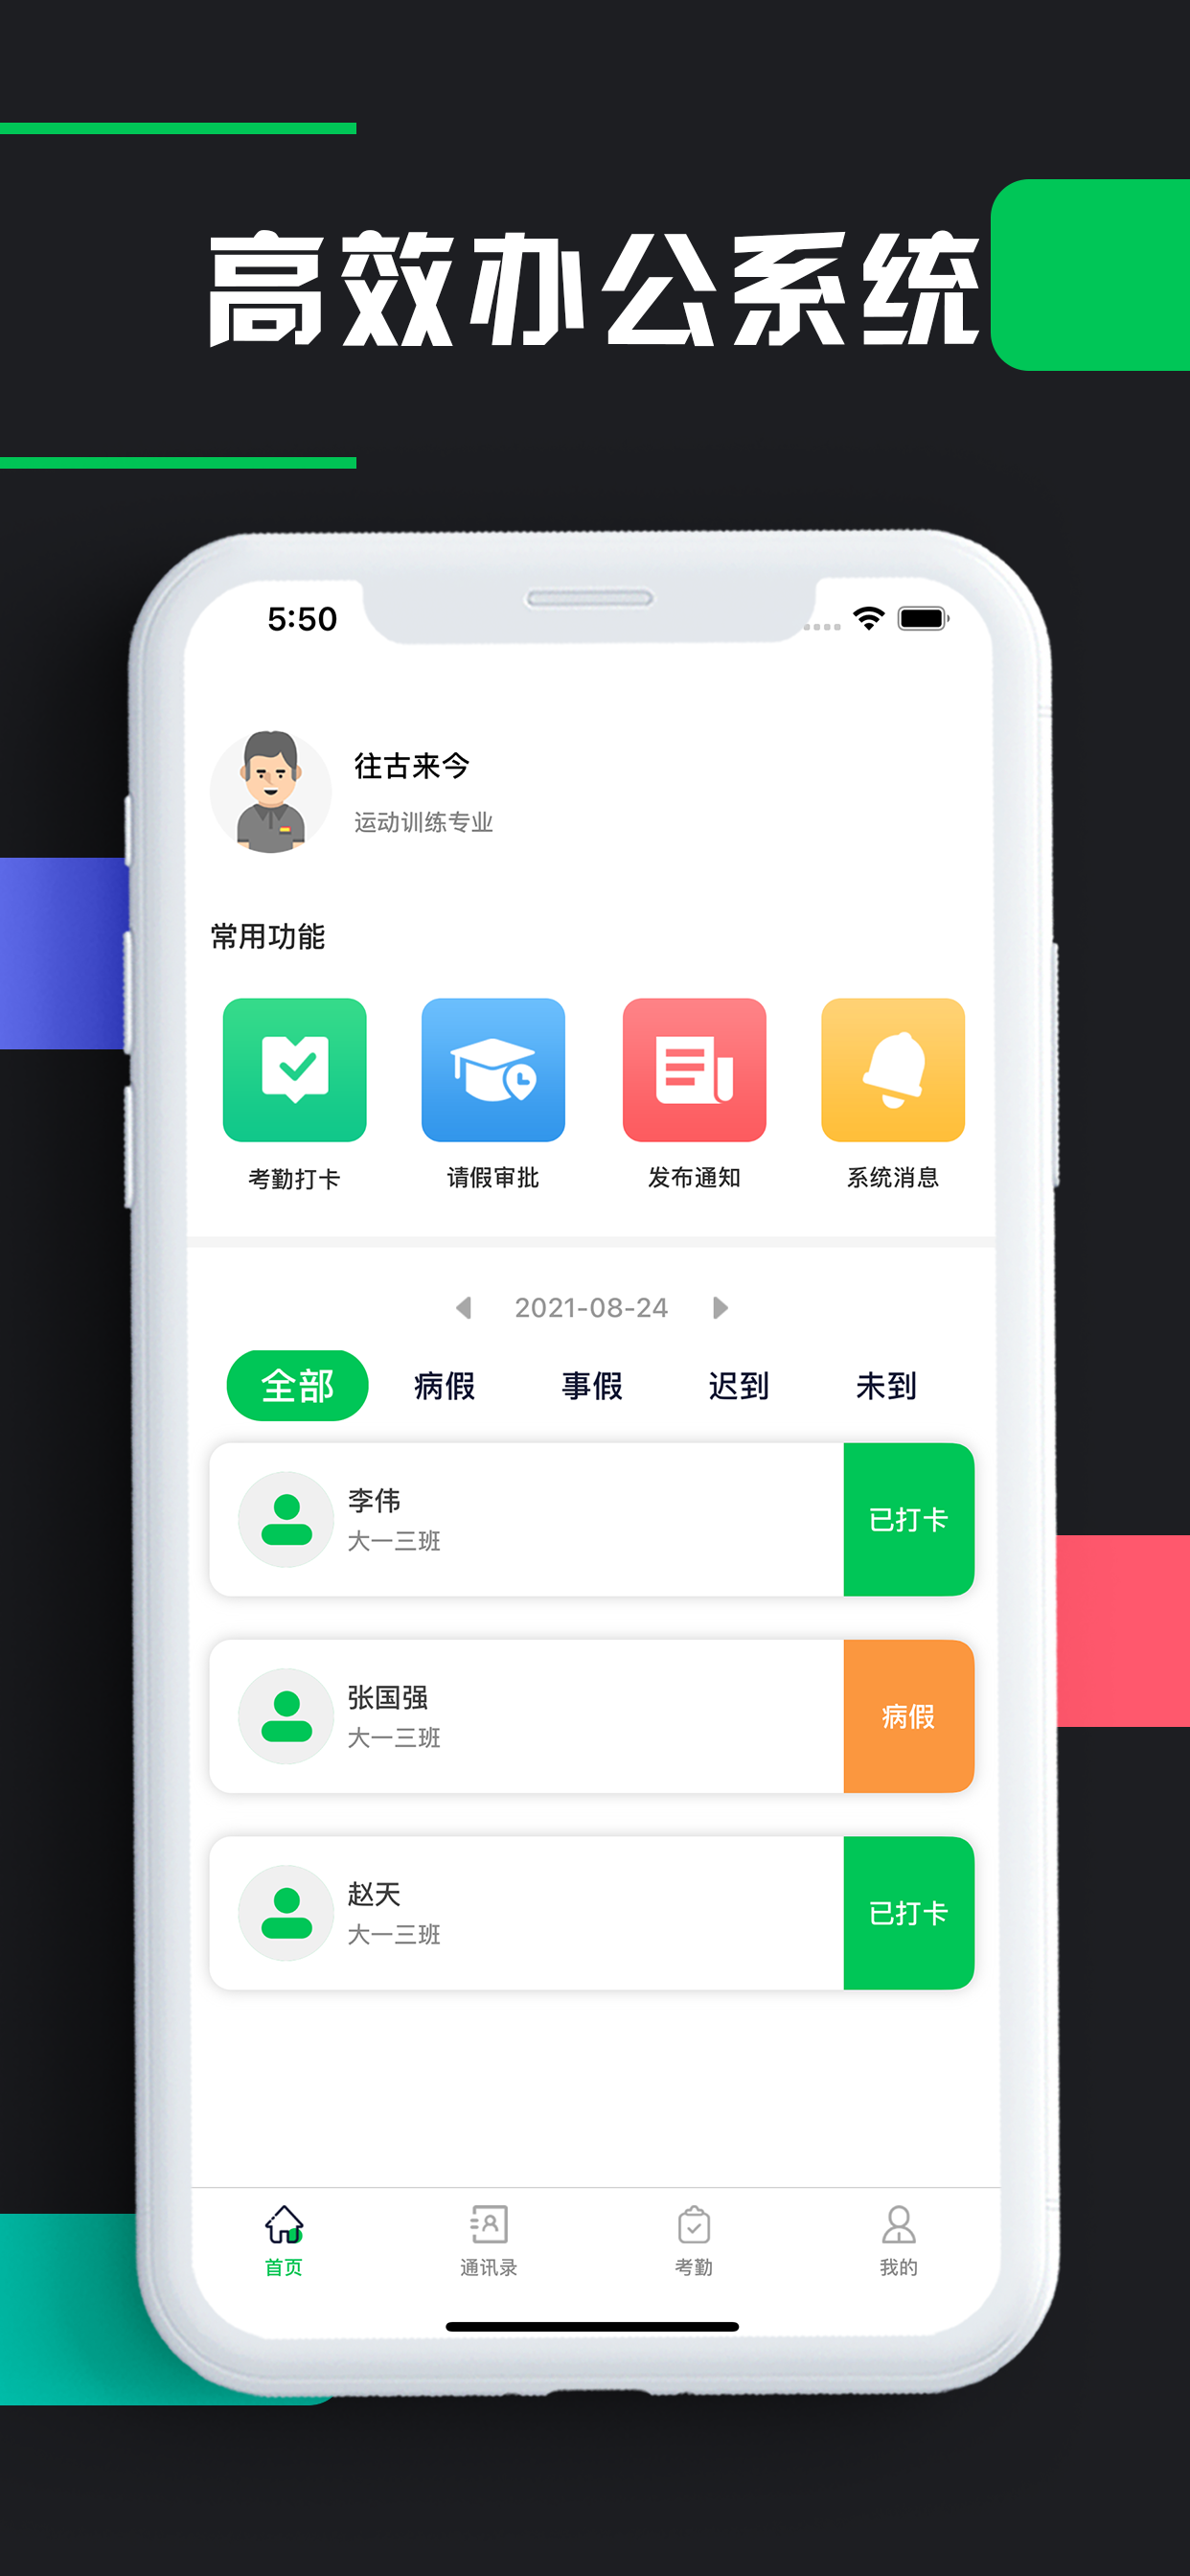 高效办公系统
5:50
往古来今
运动训练专业
常用功能
考勤打卡 请假审批 发布通知 系统消息
2021-08-24
全部 病假 事假 迟到 未到
李伟
大一三班
已打卡
张国强
大一三班
病假
赵天
大一三班
已打卡
首页 通讯录 考勤 我的